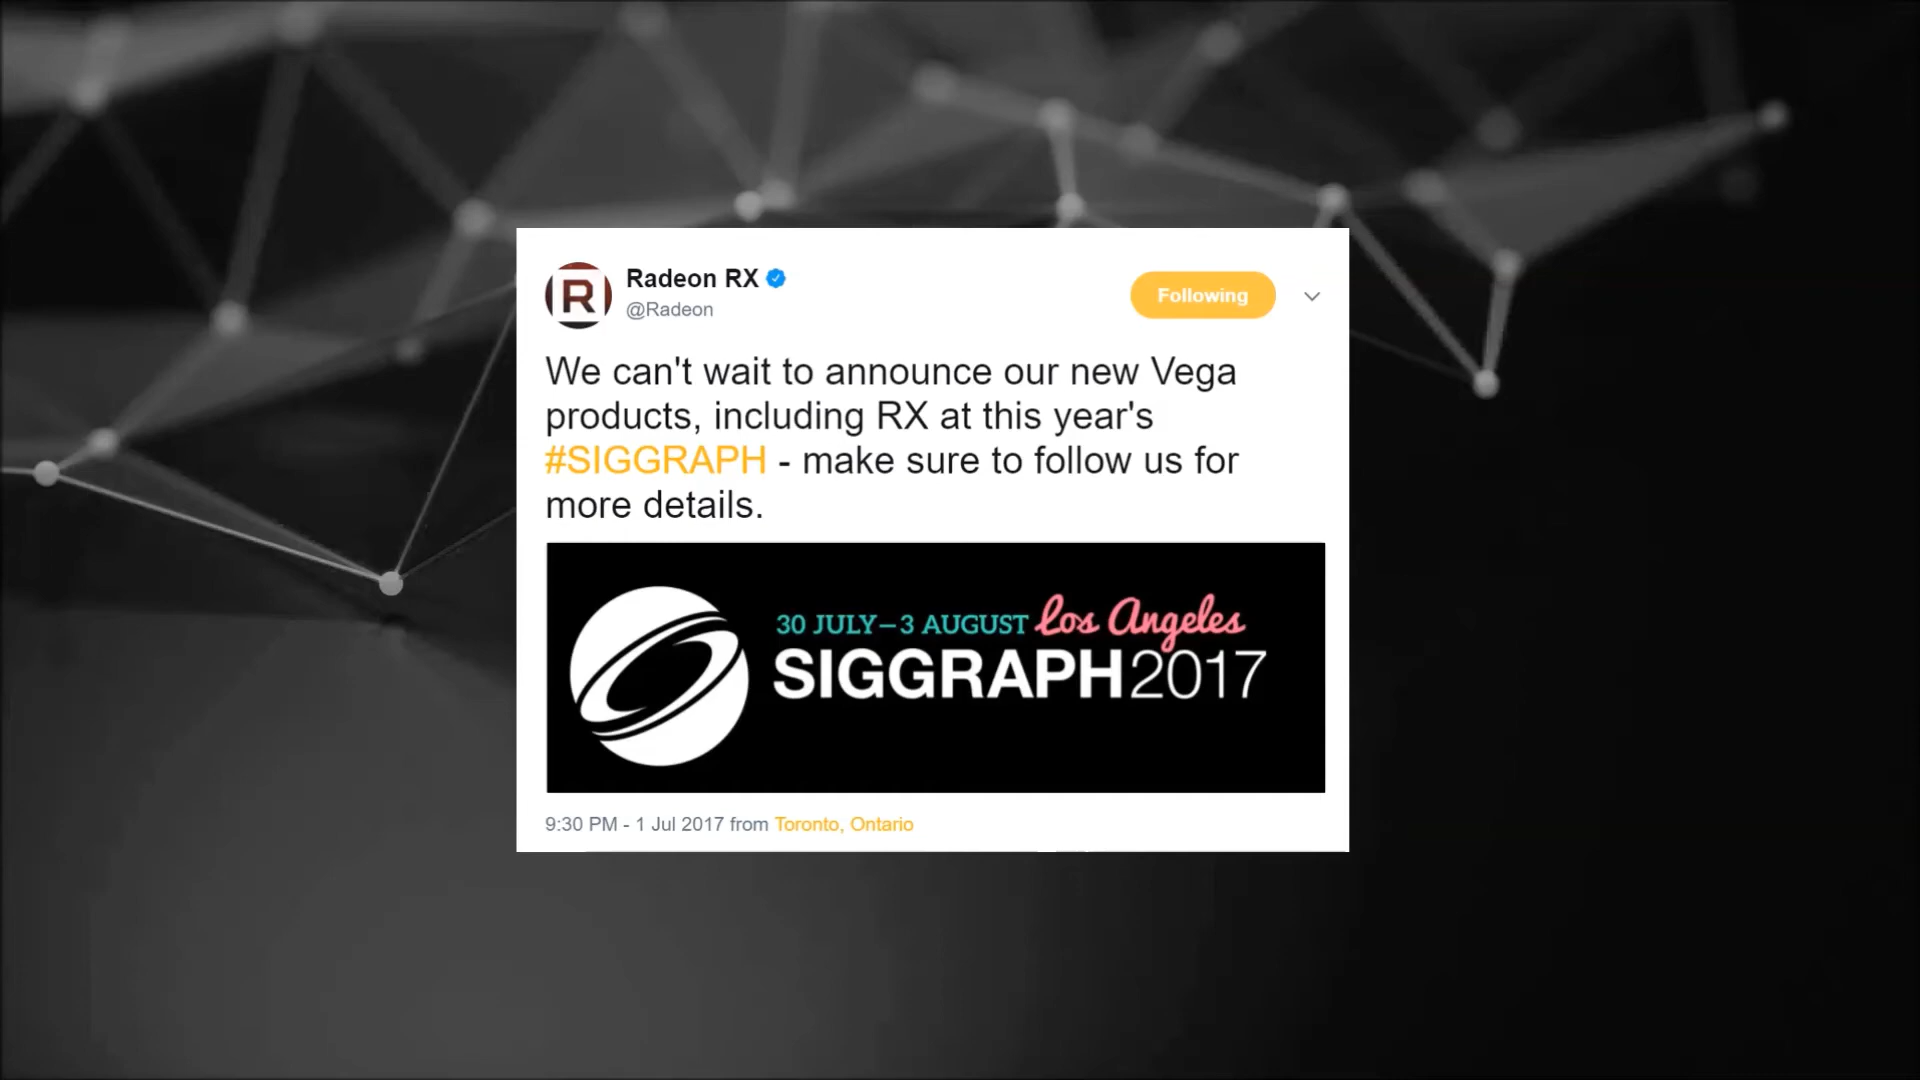 R
Radeon RX
@Radeon
Following
We can't wait to announce our new Vega
products, including RX at this year's
#SIGGRAPH - make sure to follow us for
more details.
30 JULY–3 AUGUST Los Angeles
SIGGRAPH2017
9:30 PM - 1 Jul 2017 from Toronto, Ontario